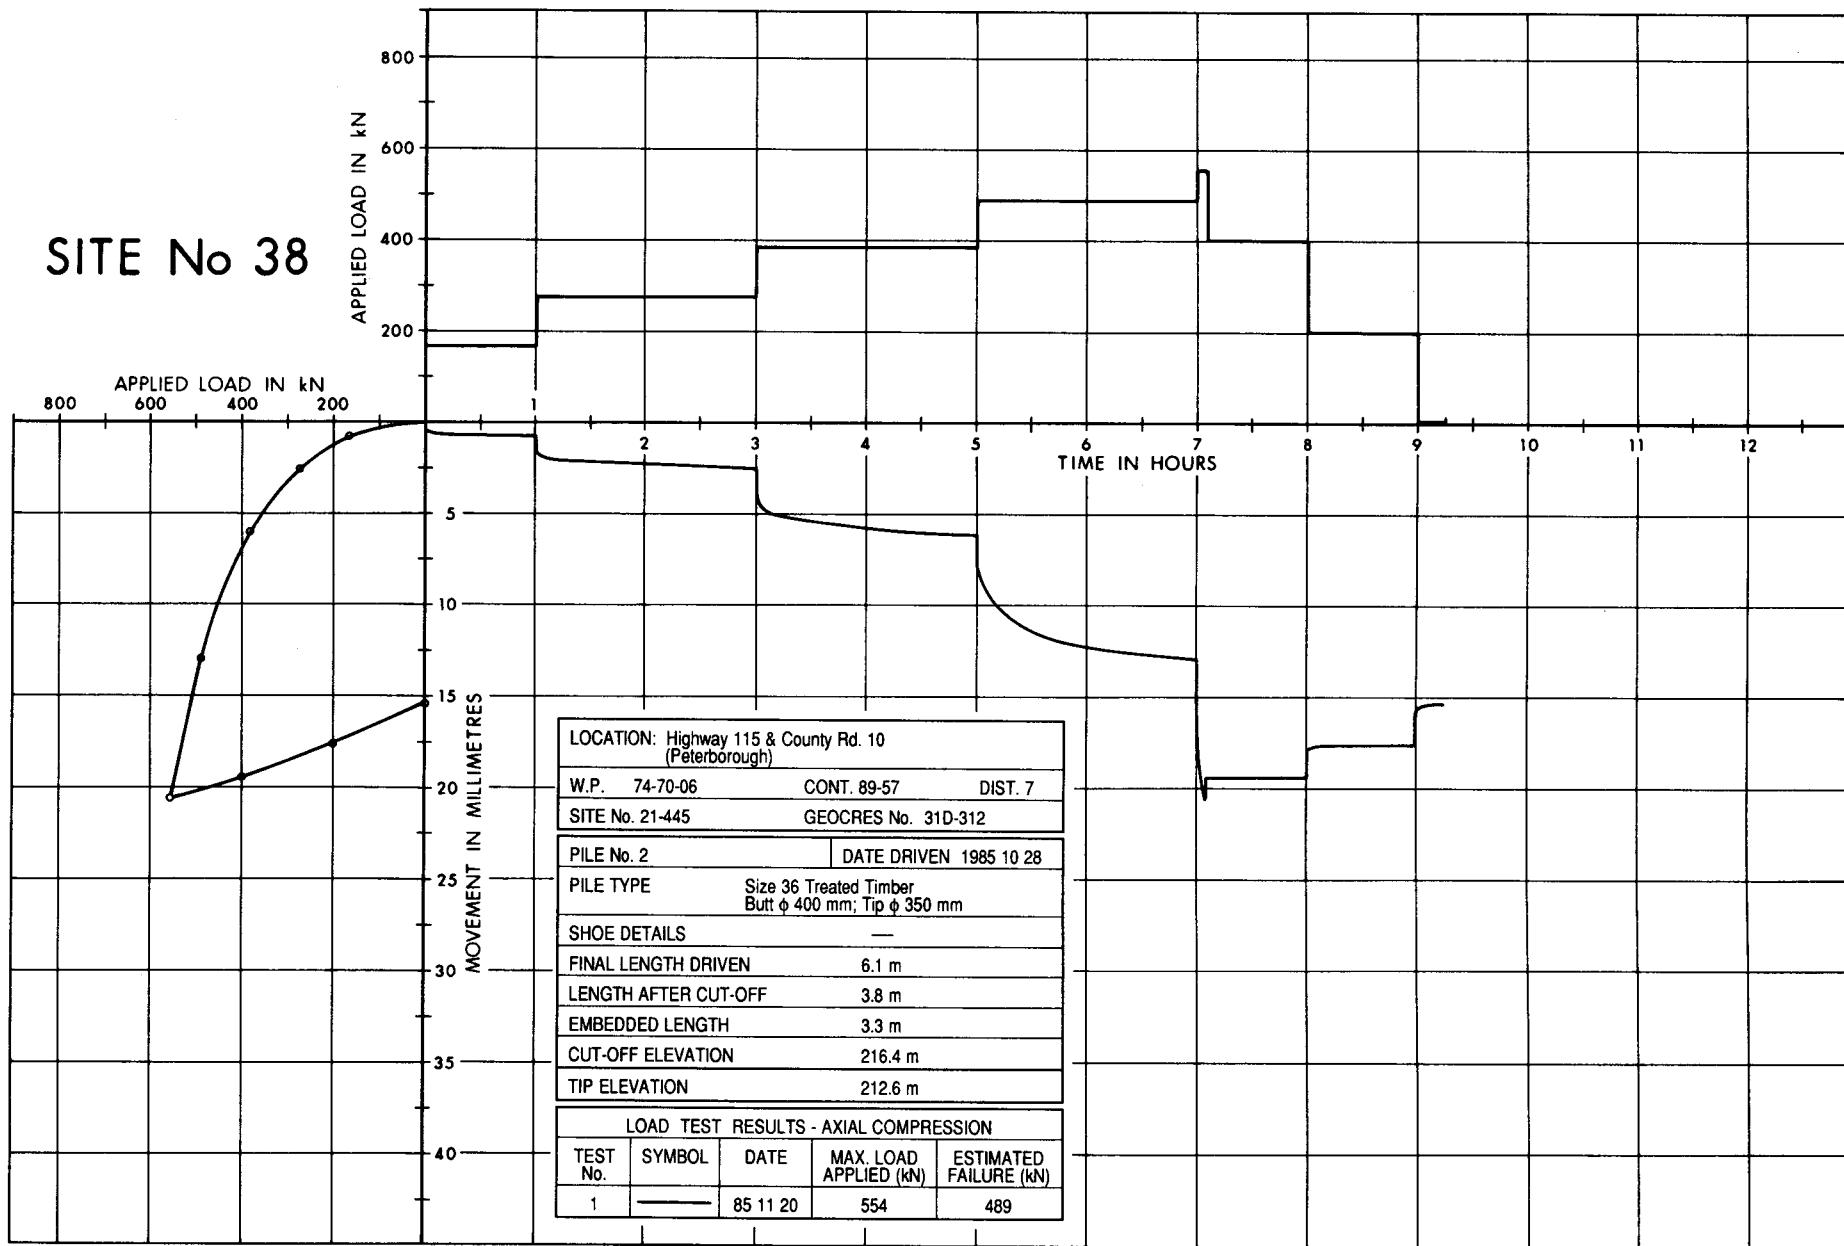 SITE No 38
APPLIED LOAD IN kN
800
600
400
200
APPLIED LOAD IN kN
800 600 400 200
1
2 3 4 5 6 7 8 9 10 11 12
TIME IN HOURS
5
10
15
20
25
30
35
40
MOVEMENT IN MILLIMETRES
LOCATION: Highway 115 & County Rd. 10
(Peterborough)
W.P. 74-70-06 CONT. 89-57 DIST. 7
SITE No. 21-445 GEOCRES No. 31D-312
PILE No. 2 DATE DRIVEN 1985 10 28
PILE TYPE Size 36 Treated Timber
Butt ϕ 400 mm; Tip ϕ 350 mm
SHOE DETAILS —
FINAL LENGTH DRIVEN 6.1 m
LENGTH AFTER CUT-OFF 3.8 m
EMBEDDED LENGTH 3.3 m
CUT-OFF ELEVATION 216.4 m
TIP ELEVATION 212.6 m
LOAD TEST RESULTS - AXIAL COMPRESSION
TEST No. SYMBOL DATE MAX. LOAD APPLIED (kN) ESTIMATED FAILURE (kN)
1 85 11 20 554 489